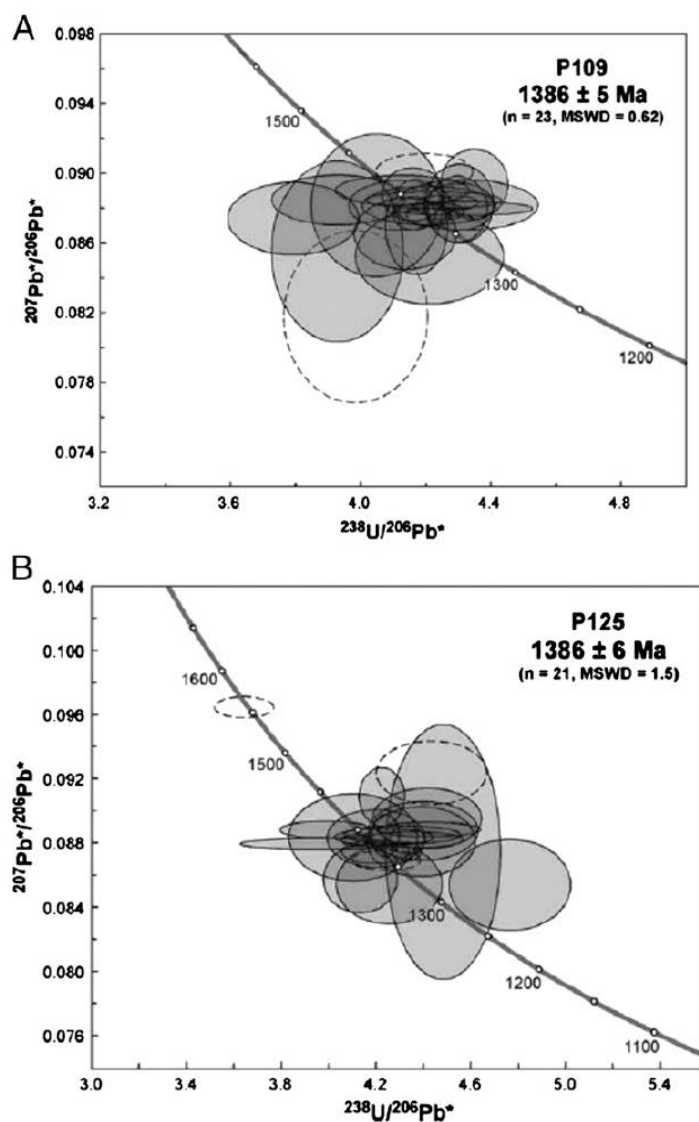 A
0.098
0.094
0.090
0.086
0.082
0.078
0.074
²⁰⁷Pb*/²⁰⁶Pb*
P109
1386 ± 5 Ma
(n = 23, MSWD = 0.62)
1500
1300
1200
3.2 3.6 4.0 4.4 4.8
²³⁸U/²⁰⁶Pb*
B
0.104
0.100
0.096
0.092
0.088
0.084
0.080
0.076
²⁰⁷Pb*/²⁰⁶Pb*
P125
1386 ± 6 Ma
(n = 21, MSWD = 1.5)
1600
1500
1300
1200
1100
3.0 3.4 3.8 4.2 4.6 5.0 5.4
²³⁸U/²⁰⁶Pb*